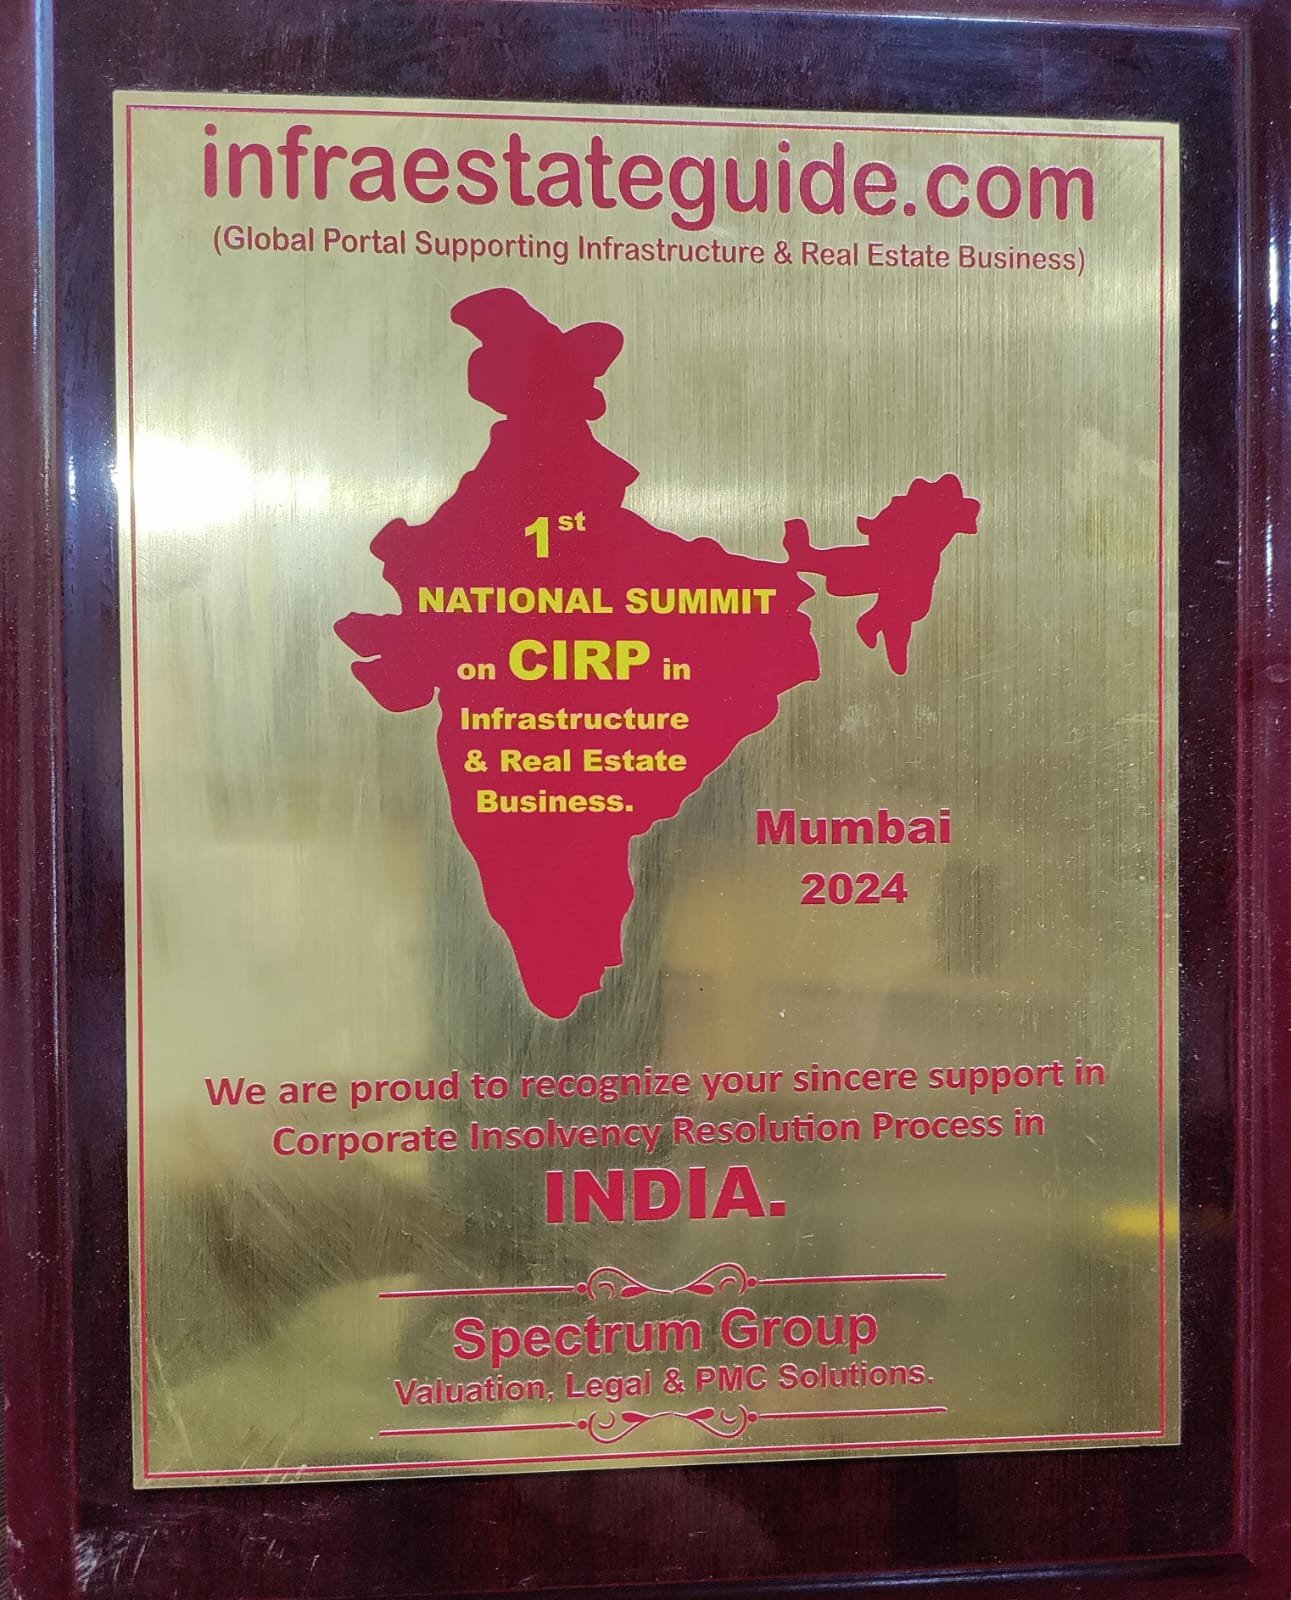 infraestateguide.com
(Global Portal Supporting Infrastructure & Real Estate Business)
1st
NATIONAL SUMMIT
on CIRP in
Infrastructure
& Real Estate
Business.
Mumbai
2024
We are proud to recognize your sincere support in
Corporate Insolvency Resolution Process in
INDIA.
Spectrum Group
Valuation, Legal & PMC Solutions.